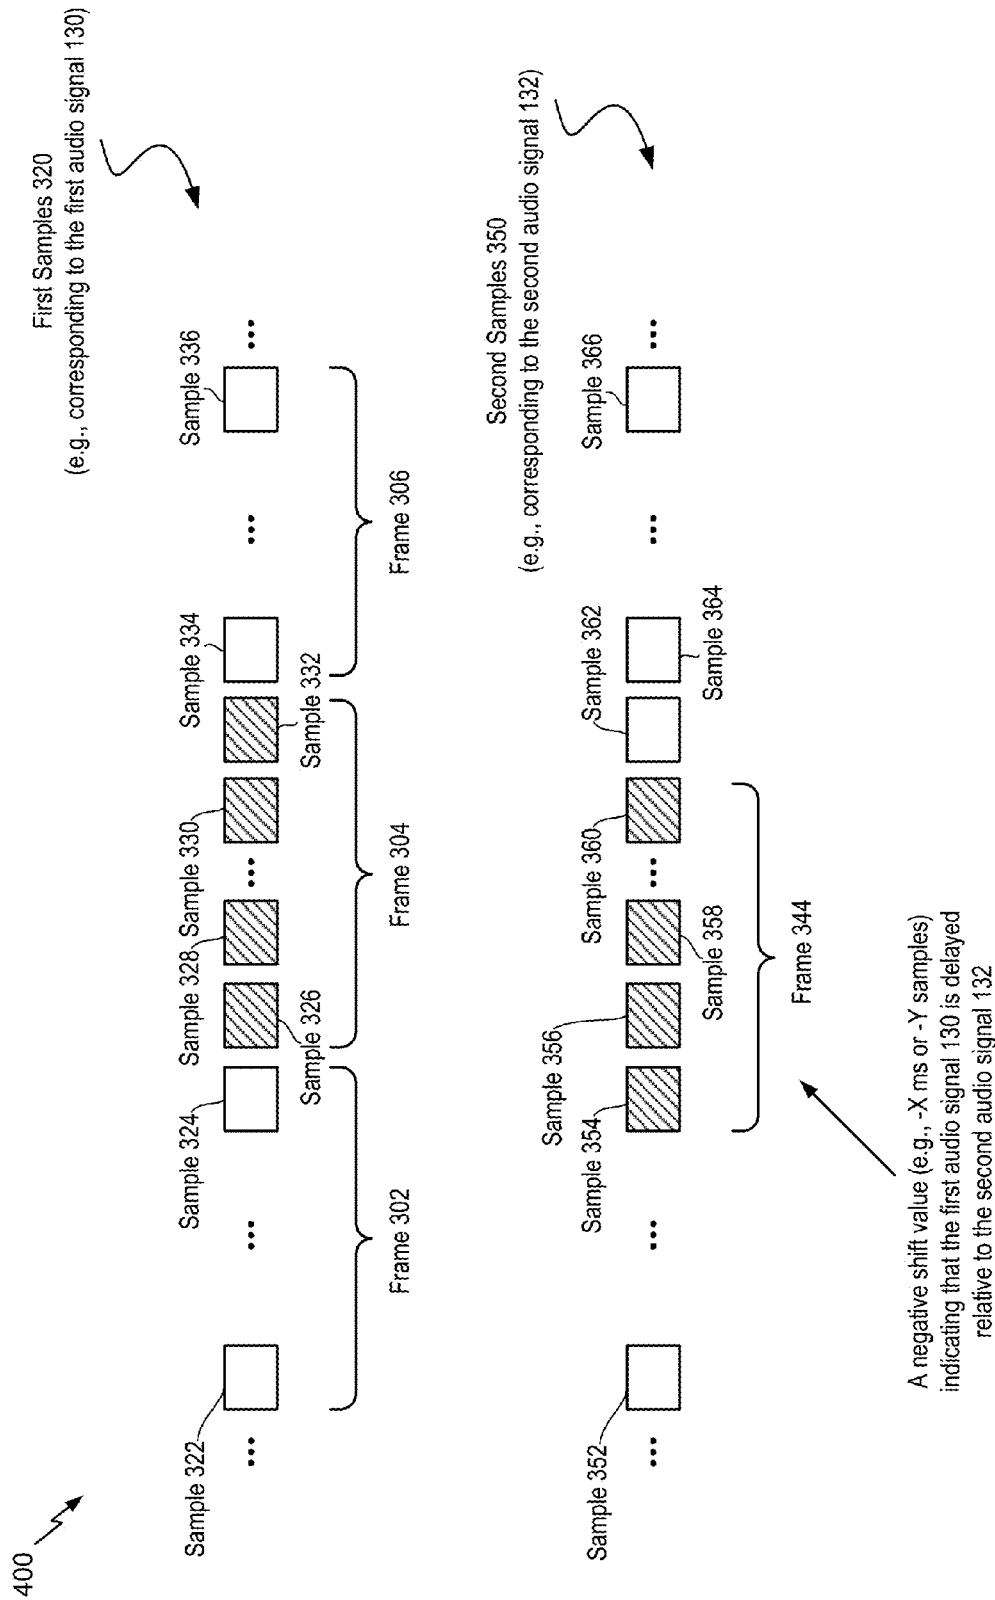 400
First Samples 320
(e.g., corresponding to the first audio signal 130)
Sample 322
Sample 324
Sample 326
Sample 328
Sample 330
Sample 332
Sample 334
Sample 336
...
...
...
...
Frame 302
Frame 304
Frame 306
Second Samples 350
(e.g., corresponding to the second audio signal 132)
Sample 352
Sample 354
Sample 356
Sample 358
Sample 360
Sample 362
Sample 364
Sample 366
...
...
...
...
...
Frame 344
A negative shift value (e.g., -X ms or -Y samples)
indicating that the first audio signal 130 is delayed
relative to the second audio signal 132